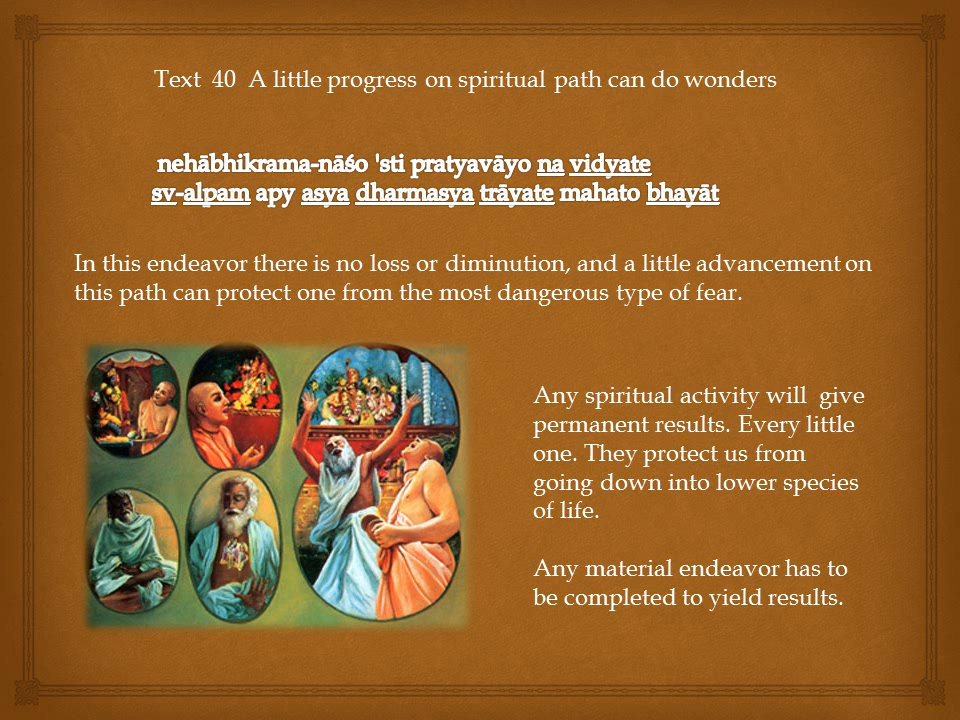 Text 40 A little progress on spiritual path can do wonders
nehābhikrama-nāśo 'sti pratyavāyo na vidyate
sv-alpam apy asya dharmasya trāyate mahato bhayāt
In this endeavor there is no loss or diminution, and a little advancement on
this path can protect one from the most dangerous type of fear.
Any spiritual activity will give
permanent results. Every little
one. They protect us from
going down into lower species
of life.
Any material endeavor has to
be completed to yield results.